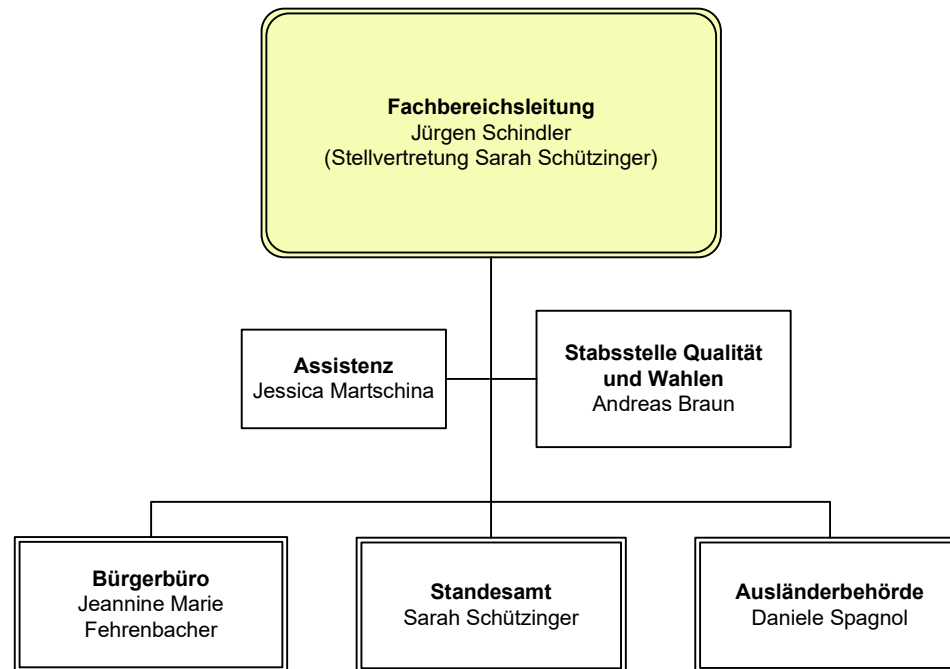 Fachbereichsleitung
Jürgen Schindler
(Stellvertretung Sarah Schützinger)
Assistenz
Jessica Martschina
Stabsstelle Qualität
und Wahlen
Andreas Braun
Bürgerbüro
Jeannine Marie
Fehrenbacher
Standesamt
Sarah Schützinger
Ausländerbehörde
Daniele Spagnol